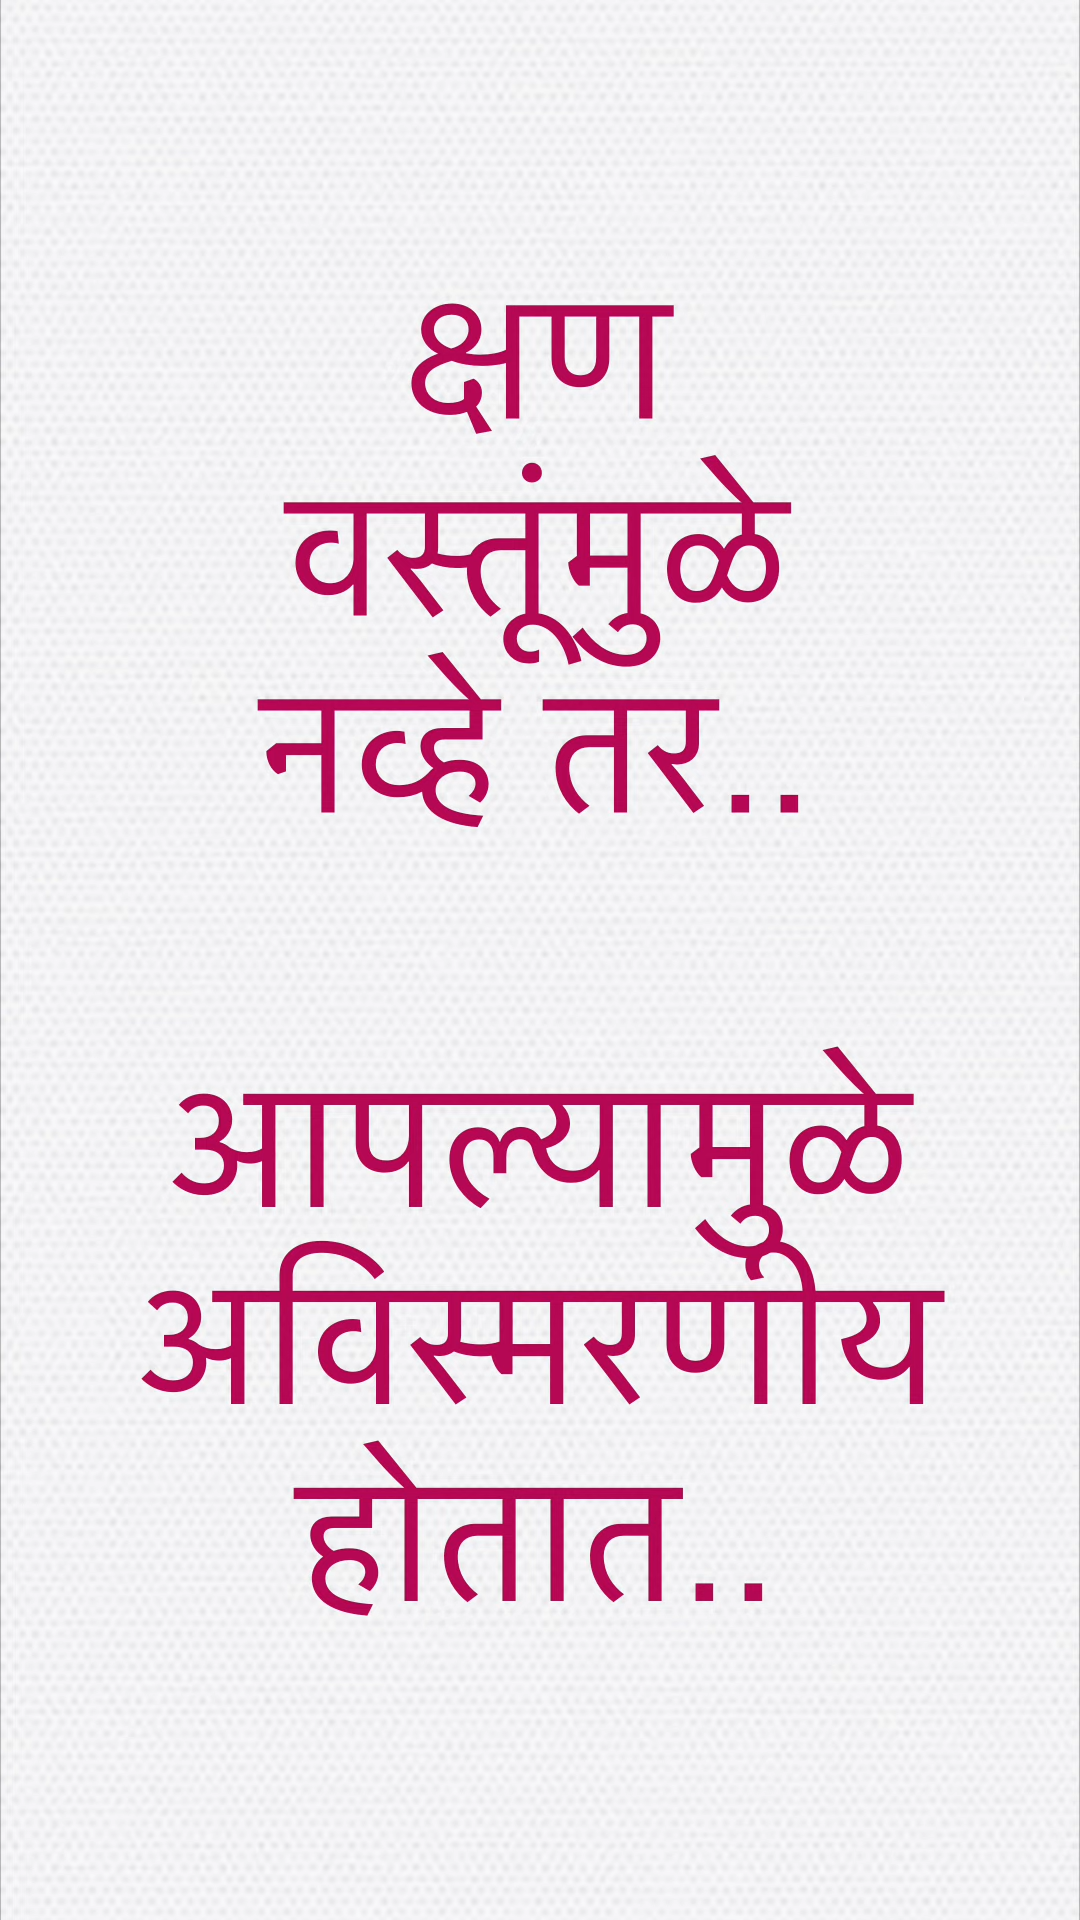 क्षण
वस्तूंमुळे
नव्हे तर..
आपल्यामुळे
अविस्मरणीय
होतात..